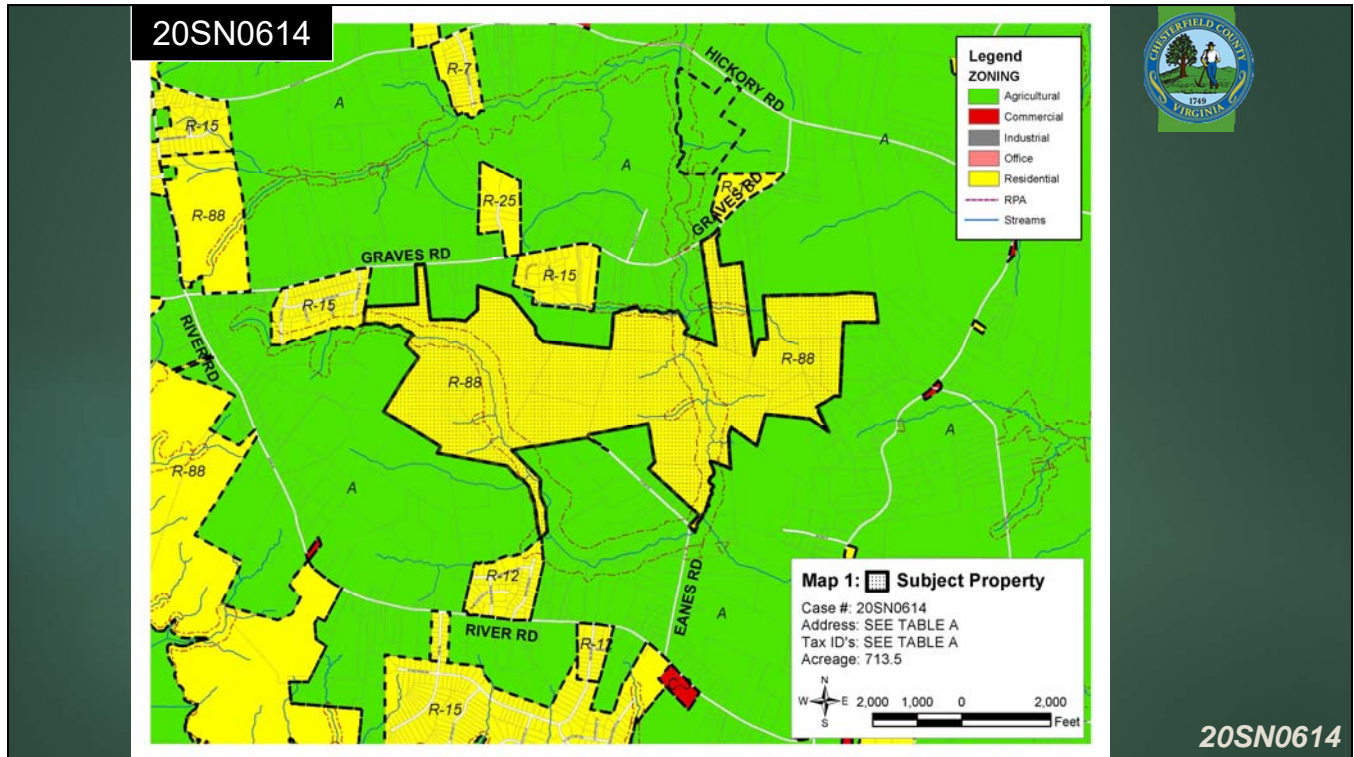 20SN0614
CHESTERFIELD COUNTY
1749
VIRGINIA
Legend
ZONING
Agricultural
Commercial
Industrial
Office
Residential
RPA
Streams
HICKORY RD
R-7
A
R-15
A
A
R-88
R-25
GRAVES RD
GRAVES RD
R-15
R-15
RIVER RD
R-88
R-88
A
R-88
A
R-12
EANES RD
A
RIVER RD
R-12
R-15
Map 1: Subject Property
Case #: 20SN0614
Address: SEE TABLE A
Tax ID's: SEE TABLE A
Acreage: 713.5
N
W E
S
2,000 1,000 0 2,000
Feet
20SN0614